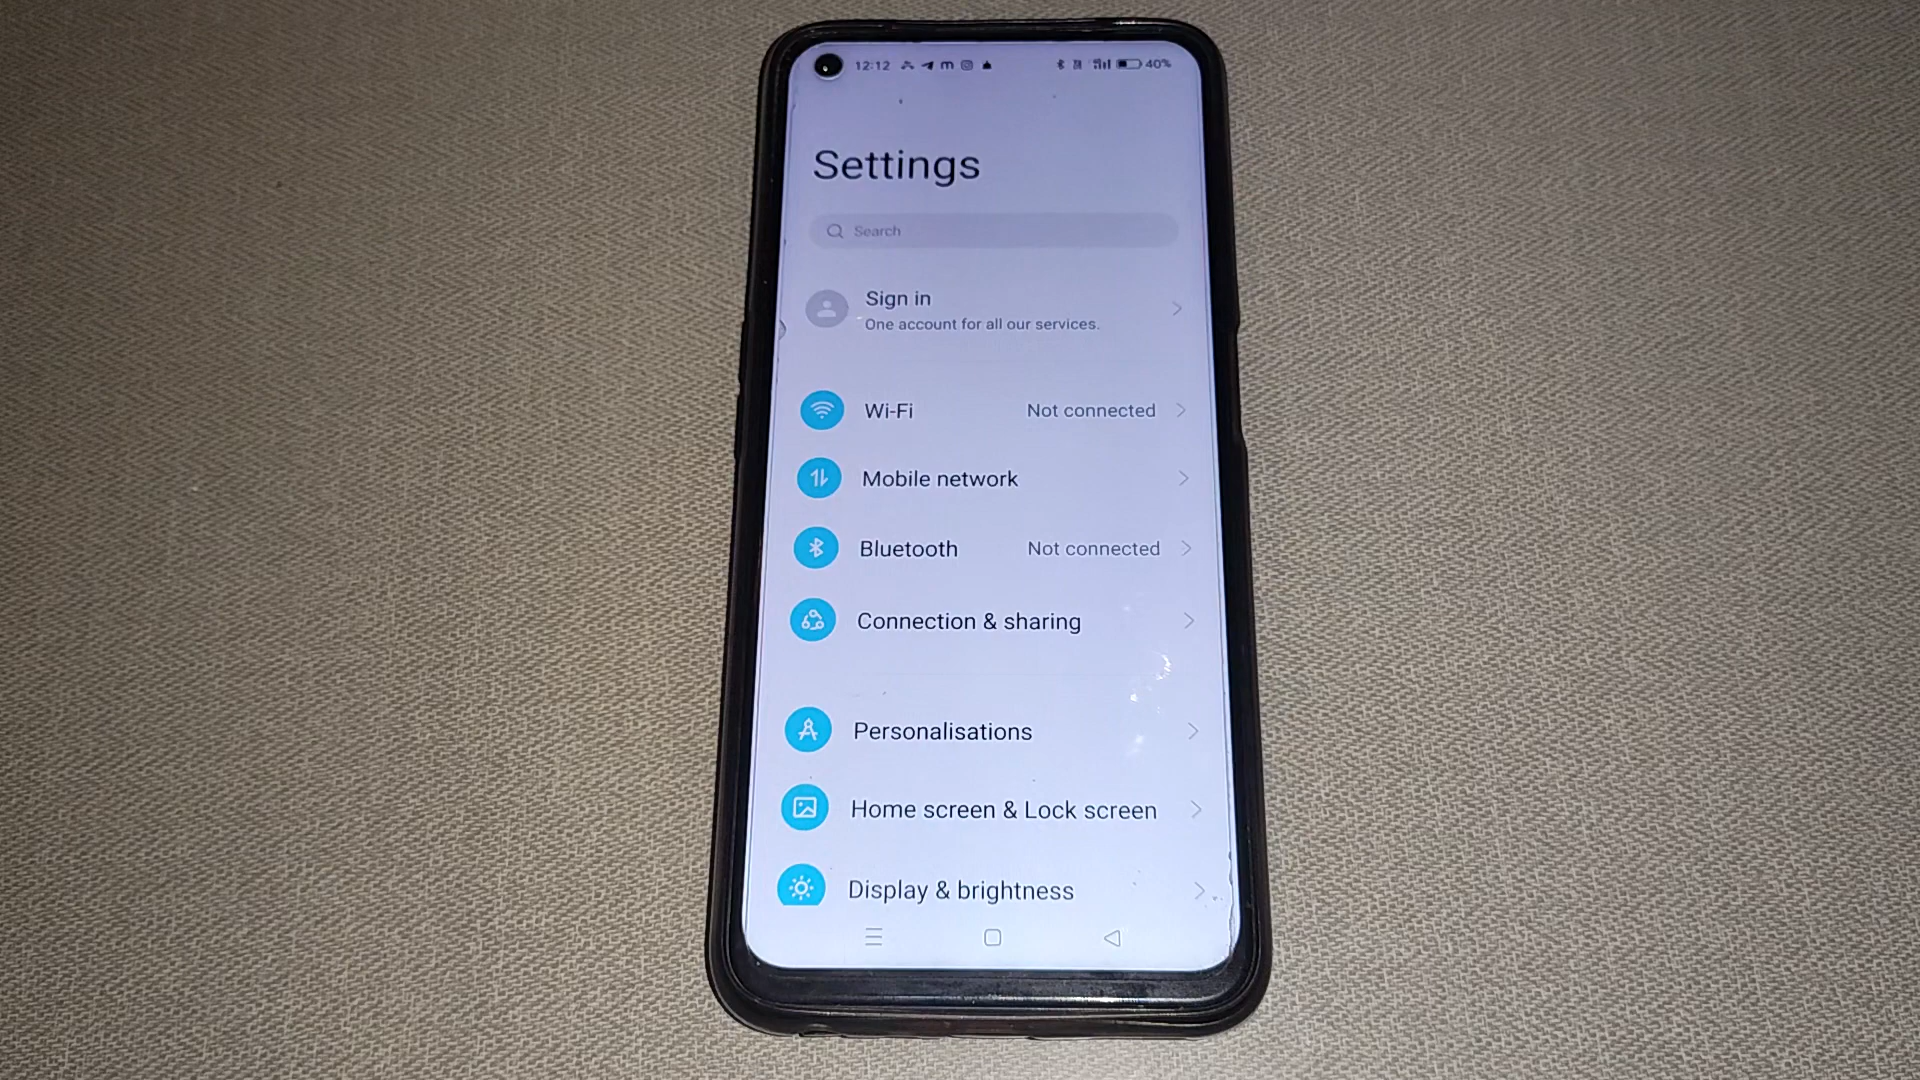 12:12 m 40%
Settings
Search
Sign in
One account for all our services.
Wi-Fi Not connected
Mobile network
Bluetooth Not connected
Connection & sharing
Personalisations
Home screen & Lock screen
Display & brightness